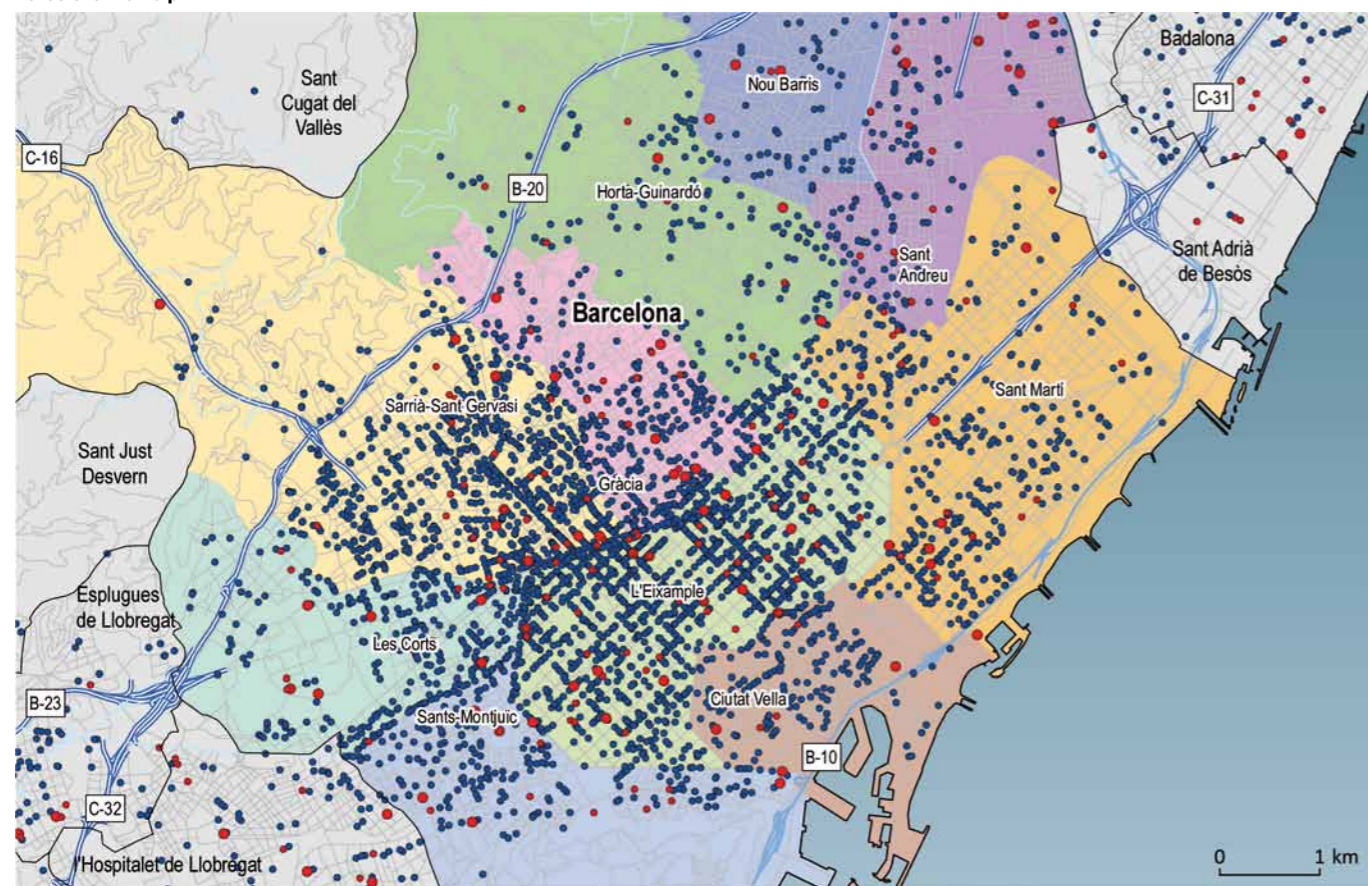 Badalona
Sant
Cugat del
Vallès
Nou Barris
C-31
C-16
B-20
Horta-Guinardó
Sant
Andreu
Sant Adrià
de Besòs
Barcelona
Sant Martí
Sarrià-Sant Gervasi
Sant Just
Desvern
Gràcia
L'Eixample
Esplugues
de Llobregat
Les Corts
Ciutat Vella
B-23
Sants-Montjuïc
B-10
C-32
l'Hospitalet de Llobregat
0 1 km